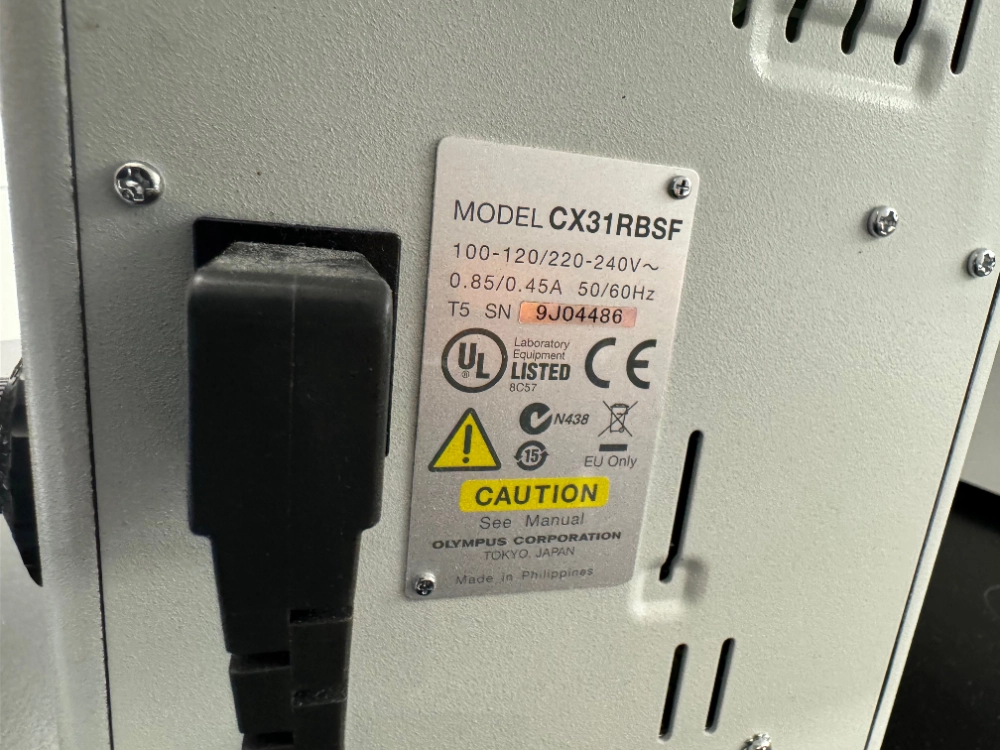 MODEL CX31RBSF
100-120/220-240V～
0.85/0.45A 50/60Hz
T5 SN 9J04486
UL
®
Laboratory
Equipment
LISTED
8C57
CE
N438
15
EU Only
CAUTION
See Manual
OLYMPUS CORPORATION
TOKYO, JAPAN
Made in Philippines